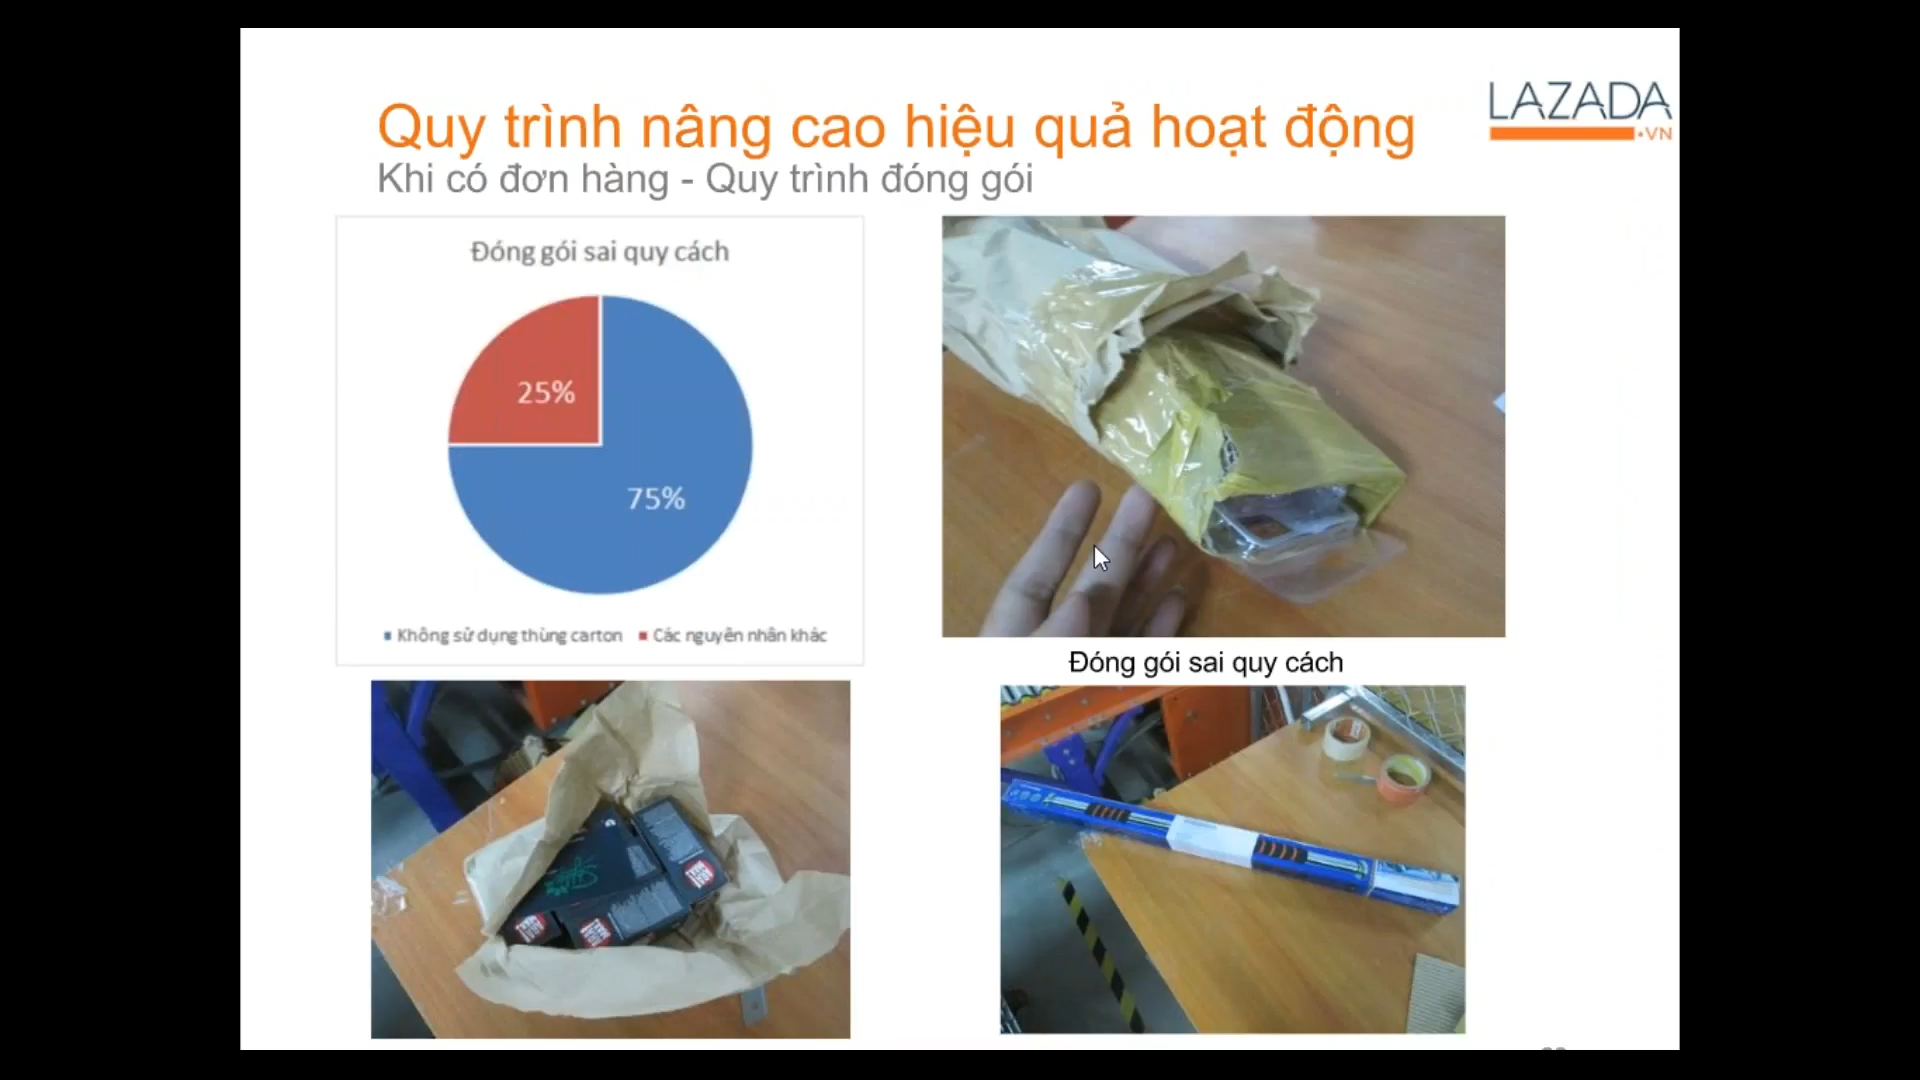 Quy trình nâng cao hiệu quả hoạt động
LAZADA
.VN
Khi có đơn hàng - Quy trình đóng gói
Đóng gói sai quy cách
25%
75%
Không sử dụng thùng carton
Các nguyên nhân khác
Đóng gói sai quy cách